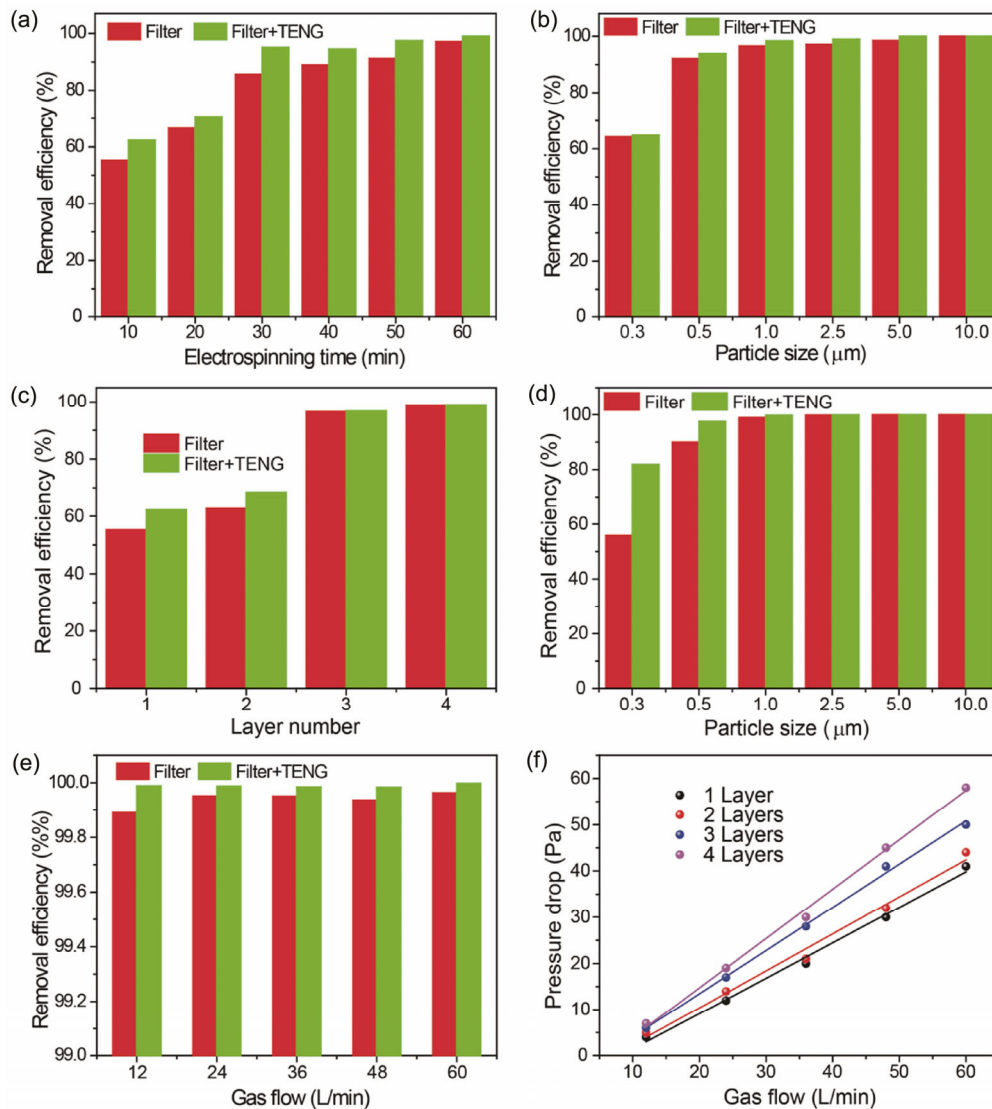 (a)
Filter Filter+TENG
100
80
60
40
20
0
Removal efficiency (%)
10 20 30 40 50 60
Electrospinning time (min)
(b)
Filter Filter+TENG
100
80
60
40
20
0
Removal efficiency (%)
0.3 0.5 1.0 2.5 5.0 10.0
Particle size (μm)
(c)
Filter
Filter+TENG
100
80
60
40
20
0
Removal efficiency (%)
1 2 3 4
Layer number
(d)
Filter Filter+TENG
100
80
60
40
20
0
Removal efficiency (%)
0.3 0.5 1.0 2.5 5.0 10.0
Particle size (μm)
(e)
Filter Filter+TENG
100.0
99.8
99.6
99.4
99.2
99.0
Removal efficiency (%%)
12 24 36 48 60
Gas flow (L/min)
(f)
1 Layer
2 Layers
3 Layers
4 Layers
60
50
40
30
20
10
0
Pressure drop (Pa)
10 20 30 40 50 60
Gas flow (L/min)